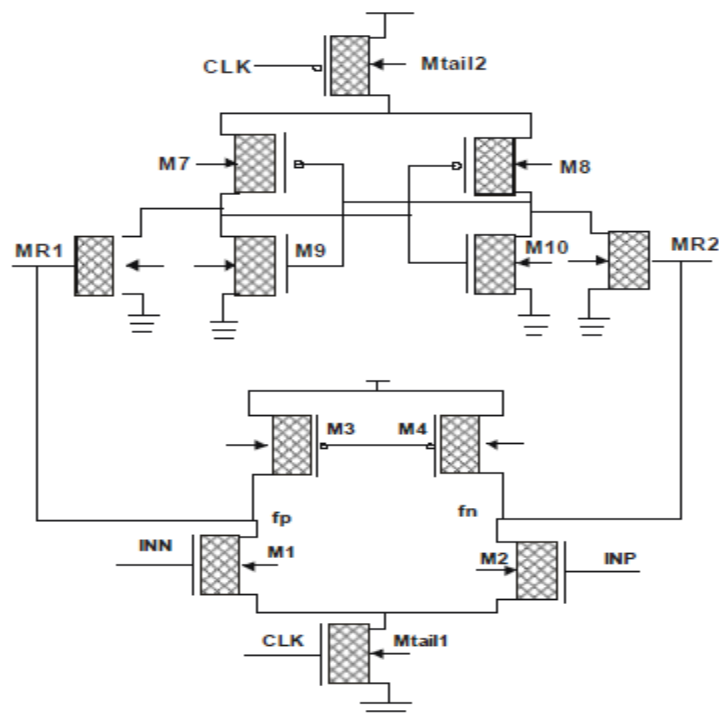 CLK
Mtail2
M7
M8
MR1
M9
M10
MR2
M3
M4
fp
fn
INN
M1
M2
INP
CLK
Mtail1